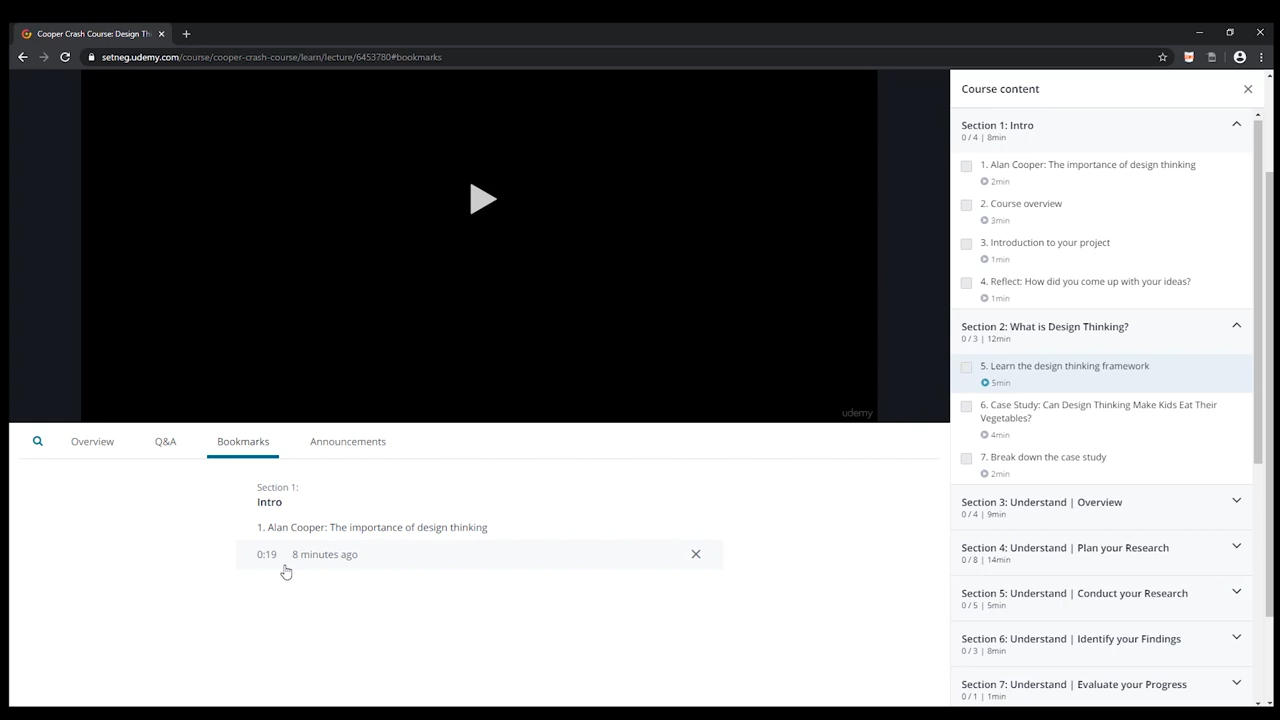 Cooper Crash Course: Design Th
setneg.udemy.com/course/cooper-crash-course/learn/lecture/6453780#bookmarks
udemy
Overview
Q&A
Bookmarks
Announcements
Section 1:
Intro
1. Alan Cooper: The importance of design thinking
0:19 8 minutes ago
Course content
Section 1: Intro
0 / 4 | 8min
1. Alan Cooper: The importance of design thinking
2min
2. Course overview
3min
3. Introduction to your project
1min
4. Reflect: How did you come up with your ideas?
1min
Section 2: What is Design Thinking?
0 / 3 | 12min
5. Learn the design thinking framework
5min
6. Case Study: Can Design Thinking Make Kids Eat Their
Vegetables?
4min
7. Break down the case study
2min
Section 3: Understand | Overview
0 / 4 | 9min
Section 4: Understand | Plan your Research
0 / 8 | 14min
Section 5: Understand | Conduct your Research
0 / 5 | 5min
Section 6: Understand | Identify your Findings
0 / 3 | 8min
Section 7: Understand | Evaluate your Progress
0 / 1 | 1min